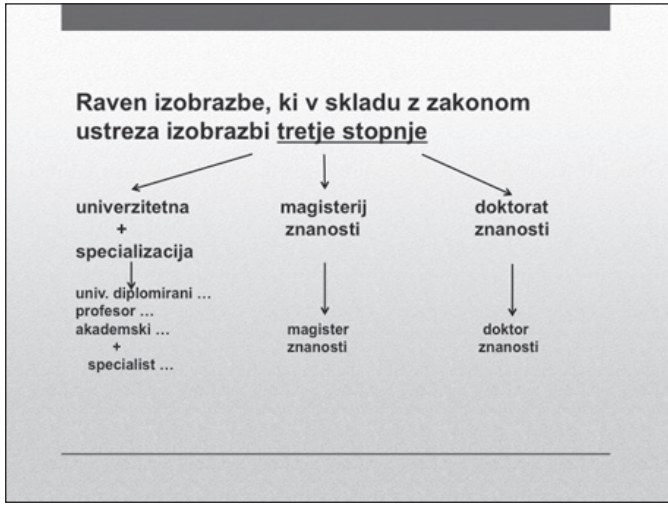 Raven izobrazbe, ki v skladu z zakonom
ustreza izobrazbi tretje stopnje
univerzitetna
+
specializacija
univ. diplomirani …
profesor …
akademski …
+
specialist …
magisterij
znanosti
magister
znanosti
doktorat
znanosti
doktor
znanosti